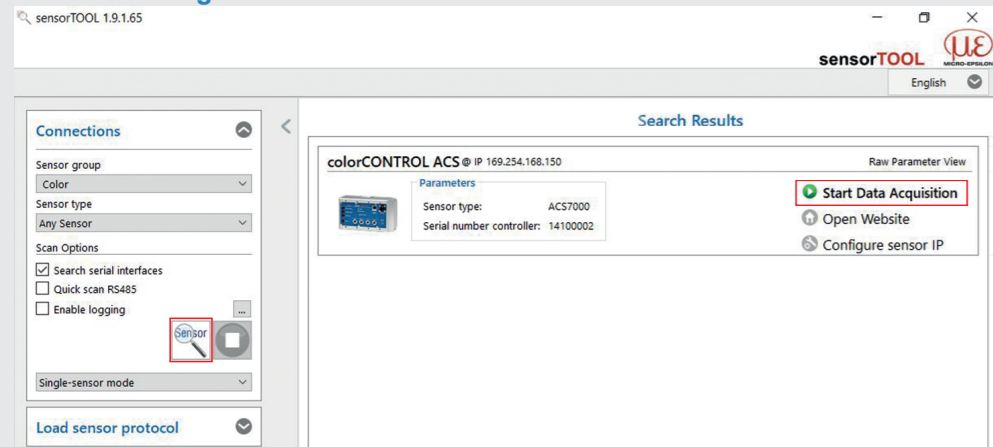 sensorTOOL 1.9.1.65
sensorTOOL
με
MICRO-EPSILON
English
Connections
Sensor group
Color
Sensor type
Any Sensor
Scan Options
Search serial interfaces
Quick scan RS485
Enable logging
...
Sensor
Single-sensor mode
Load sensor protocol
Search Results
colorCONTROL ACS @ IP 169.254.168.150
Raw Parameter View
Parameters
Sensor type: ACS7000
Serial number controller: 14100002
Start Data Acquisition
Open Website
Configure sensor IP